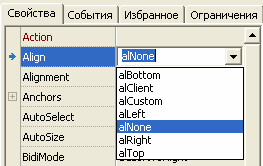 Свойства События Избранное Ограничения
Action
Align alNone
Alignment alBottom
Anchors alClient
AutoSelect alCustom
AutoSize alLeft
BidiMode alNone
alRight
alTop